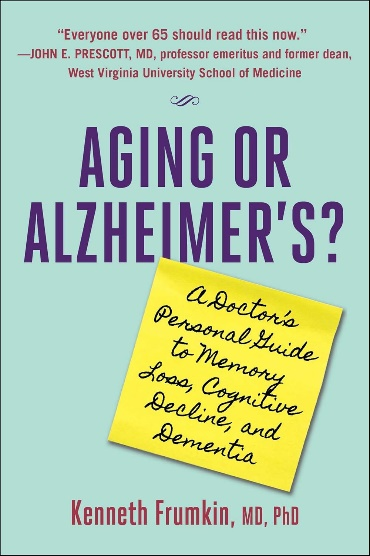 “Everyone over 65 should read this now.”
—JOHN E. PRESCOTT, MD, professor emeritus and former dean,
West Virginia University School of Medicine
AGING OR
ALZHEIMER’S?
A Doctor’s
Personal Guide
to Memory
Loss, Cognitive
Decline, and
Dementia
Kenneth Frumkin, MD, PhD